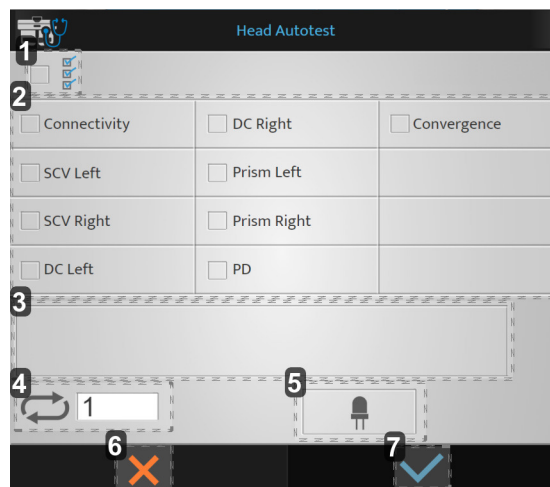 Head Autotest
1
2
Connectivity DC Right Convergence
SCV Left Prism Left
SCV Right Prism Right
DC Left PD
3
4 5
1
6 7